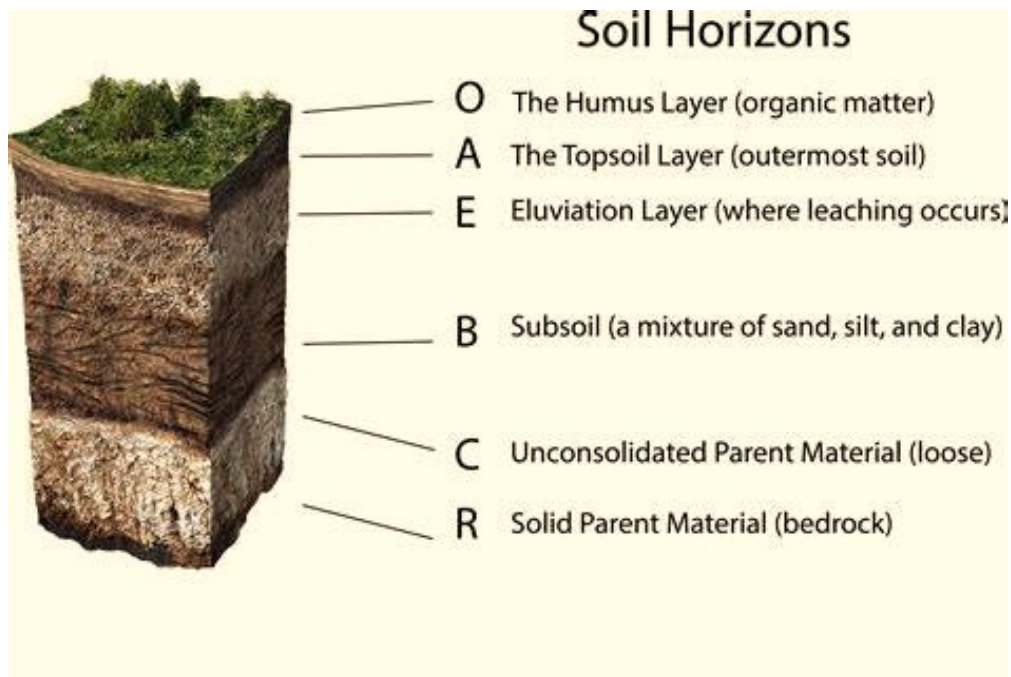 Soil Horizons
O The Humus Layer (organic matter)
A The Topsoil Layer (outermost soil)
E Eluviation Layer (where leaching occurs)
B Subsoil (a mixture of sand, silt, and clay)
C Unconsolidated Parent Material (loose)
R Solid Parent Material (bedrock)